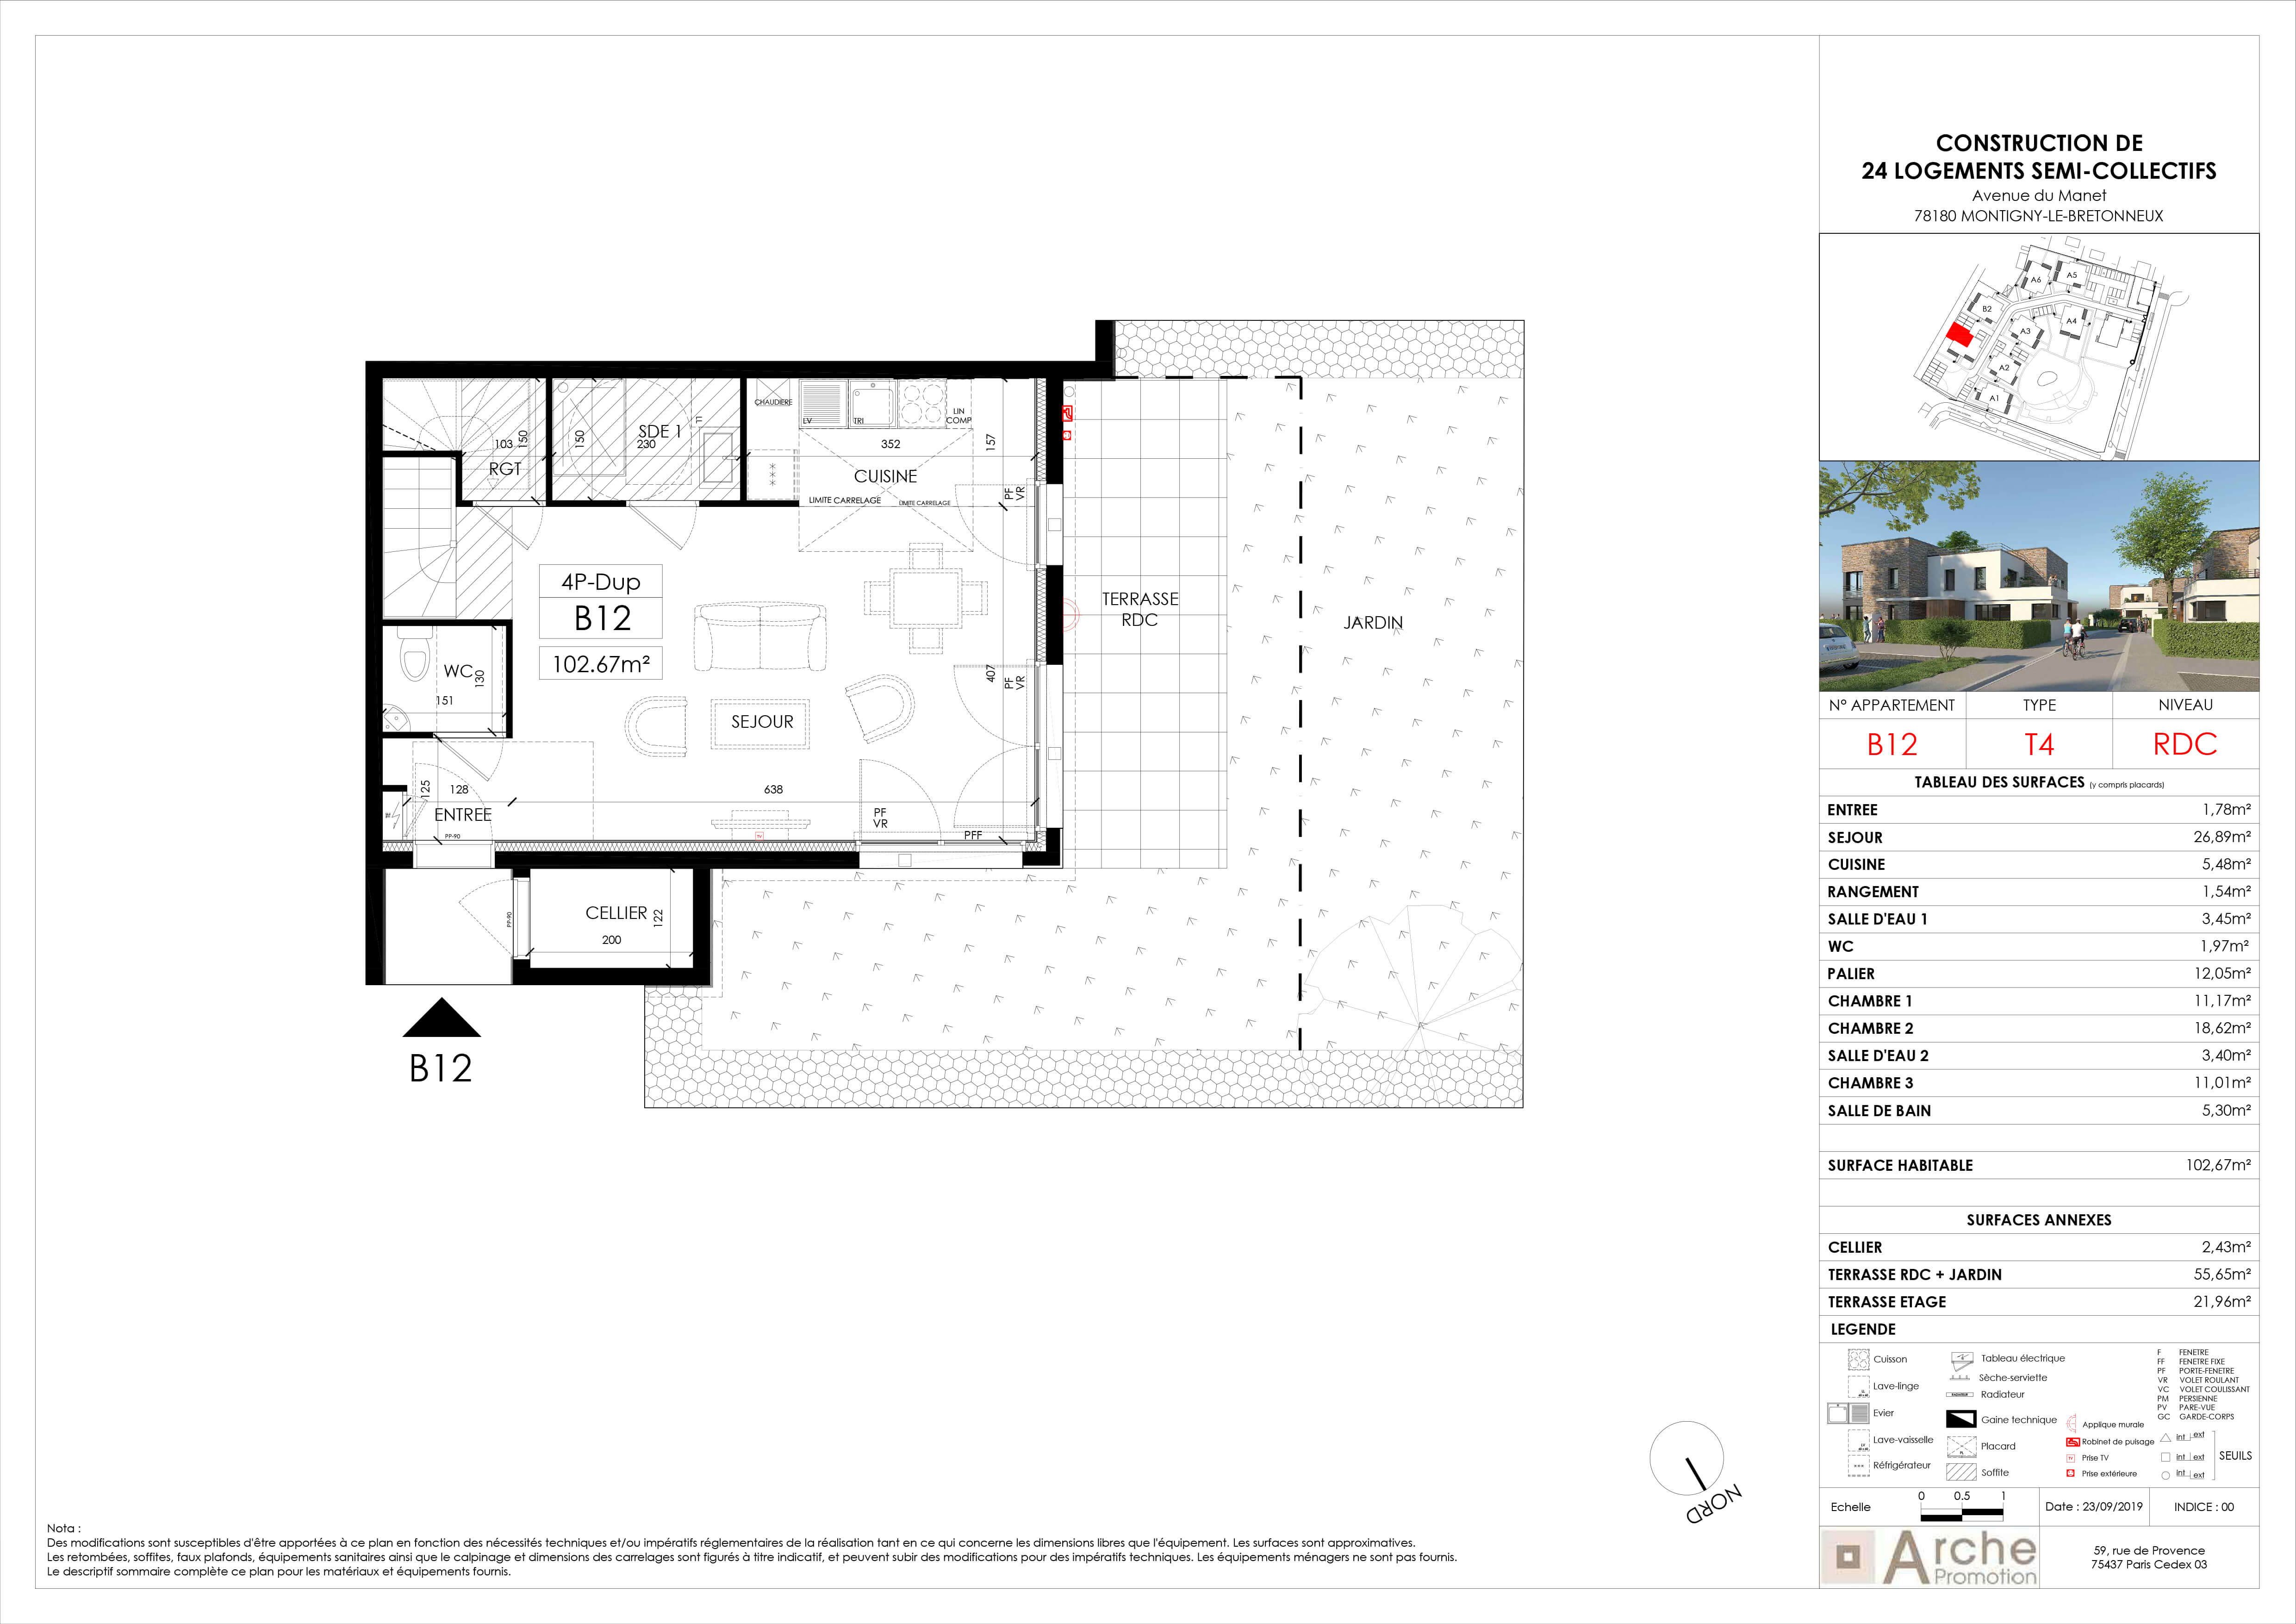 CHAUDIERE
LV
TRI
LIN
COMP
LL
SDE 1
103
150
150
230
352
157
RGT
CUISINE
LIMITE CARRELAGE
LIMITE CARRELAGE
PF
VR
4P-Dup
B12
102.67m²
TERRASSE
RDC
JARDIN
WC
130
151
407
PF
VR
SEJOUR
125
128
638
ENTREE
PF
VR
PP-90
TV
PFF
PP-90
CELLIER
122
200
B12
NORD
Nota :
Des modifications sont susceptibles d'être apportées à ce plan en fonction des nécessités techniques et/ou impératifs réglementaires de la réalisation tant en ce qui concerne les dimensions libres que l'équipement. Les surfaces sont approximatives.
Les retombées, soffites, faux plafonds, équipements sanitaires ainsi que le calpinage et dimensions des carrelages sont figurés à titre indicatif, et peuvent subir des modifications pour des impératifs techniques. Les équipements ménagers ne sont pas fournis.
Le descriptif sommaire complète ce plan pour les matériaux et équipements fournis.
CONSTRUCTION DE
24 LOGEMENTS SEMI-COLLECTIFS
Avenue du Manet
78180 MONTIGNY-LE-BRETONNEUX
A6
A5
B2
A4
A3
A2
A1
N° APPARTEMENT TYPE NIVEAU
B12 T4 RDC
TABLEAU DES SURFACES (y compris placards)
ENTREE 1,78m²
SEJOUR 26,89m²
CUISINE 5,48m²
RANGEMENT 1,54m²
SALLE D'EAU 1 3,45m²
WC 1,97m²
PALIER 12,05m²
CHAMBRE 1 11,17m²
CHAMBRE 2 18,62m²
SALLE D'EAU 2 3,40m²
CHAMBRE 3 11,01m²
SALLE DE BAIN 5,30m²
SURFACE HABITABLE 102,67m²
SURFACES ANNEXES
CELLIER 2,43m²
TERRASSE RDC + JARDIN 55,65m²
TERRASSE ETAGE 21,96m²
LEGENDE
Cuisson
Lave-linge
Evier
Lave-vaisselle
Réfrigérateur
Tableau électrique
Sèche-serviette
Radiateur
Gaine technique
Placard
Soffite
Applique murale
Robinet de puisage
TV Prise TV
Prise extérieure
F FENETRE
FF FENETRE FIXE
PF PORTE-FENETRE
VR VOLET ROULANT
VC VOLET COULISSANT
PM PERSIENNE
PV PARE-VUE
GC GARDE-CORPS
int ext
int ext
int ext
SEUILS
Echelle 0 0.5 1
Date : 23/09/2019
INDICE : 00
Arche
Promotion
59, rue de Provence
75437 Paris Cedex 03